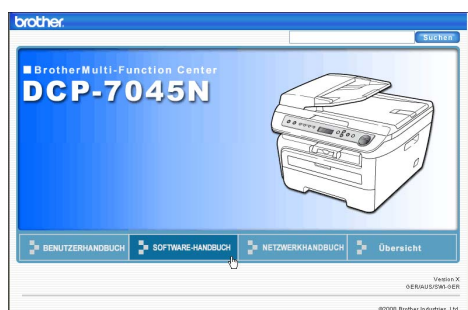 brother.
Suchen
BrotherMulti-Function Center
DCP-7045N
BENUTZERHANDBUCH SOFTWARE-HANDBUCH NETZWERKHANDBUCH Übersicht
Version X
GER/AUS/SWI-GER
©2008 Brother Industries, Ltd.